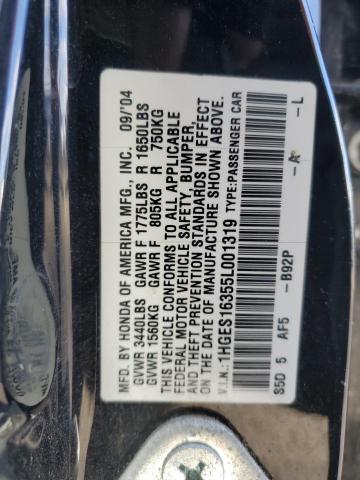 MFD. BY HONDA OF AMERICA MFG., INC. 09/'04
GVWR 3440LBS GAWR F 1775LBS R 1650LBS
GVWR 1560KG GAWR F 805KG R 750KG
THIS VEHICLE CONFORMS TO ALL APPLICABLE
FEDERAL MOTOR VEHICLE SAFETY, BUMPER,
AND THEFT PREVENTION STANDARDS IN EFFECT
ON THE DATE OF MANUFACTURE SHOWN ABOVE.
V.I.N.:1HGES16355L001319 TYPE:PASSENGER CAR
S5D 5 AF5 -B92P -A- -L